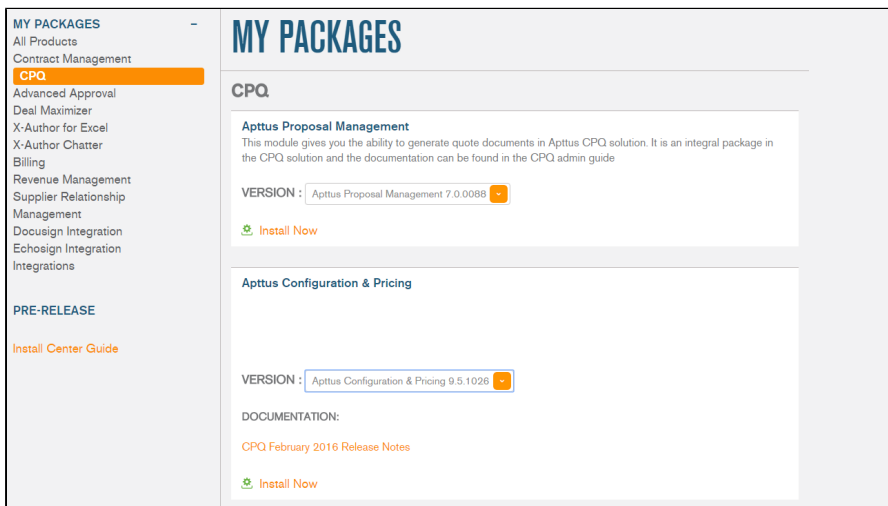 MY PACKAGES –
All Products
Contract Management
CPQ
Advanced Approval
Deal Maximizer
X-Author for Excel
X-Author Chatter
Billing
Revenue Management
Supplier Relationship
Management
Docusign Integration
Echosign Integration
Integrations
PRE-RELEASE
Install Center Guide
MY PACKAGES
CPQ
Apttus Proposal Management
This module gives you the ability to generate quote documents in Apttus CPQ solution. It is an integral package in
the CPQ solution and the documentation can be found in the CPQ admin guide
VERSION : Apttus Proposal Management 7.0.0088
Install Now
Apttus Configuration & Pricing
VERSION : Apttus Configuration & Pricing 9.5.1026
DOCUMENTATION:
CPQ February 2016 Release Notes
Install Now